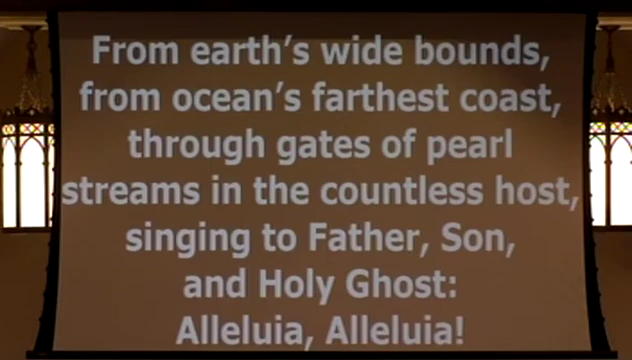 From earth's wide bounds,
from ocean's farthest coast,
through gates of pearl
streams in the countless host,
singing to Father, Son,
and Holy Ghost:
Alleluia, Alleluia!